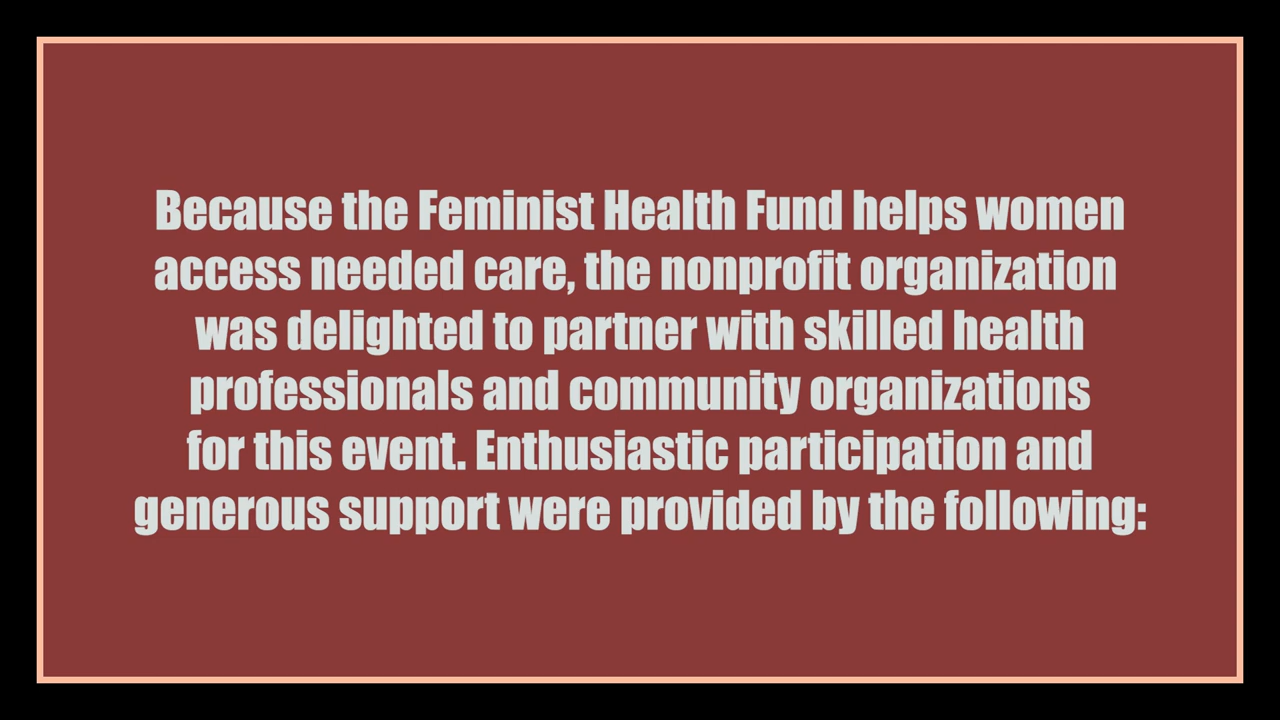 Because the Feminist Health Fund helps women
access needed care, the nonprofit organization
was delighted to partner with skilled health
professionals and community organizations
for this event. Enthusiastic participation and
generous support were provided by the following: